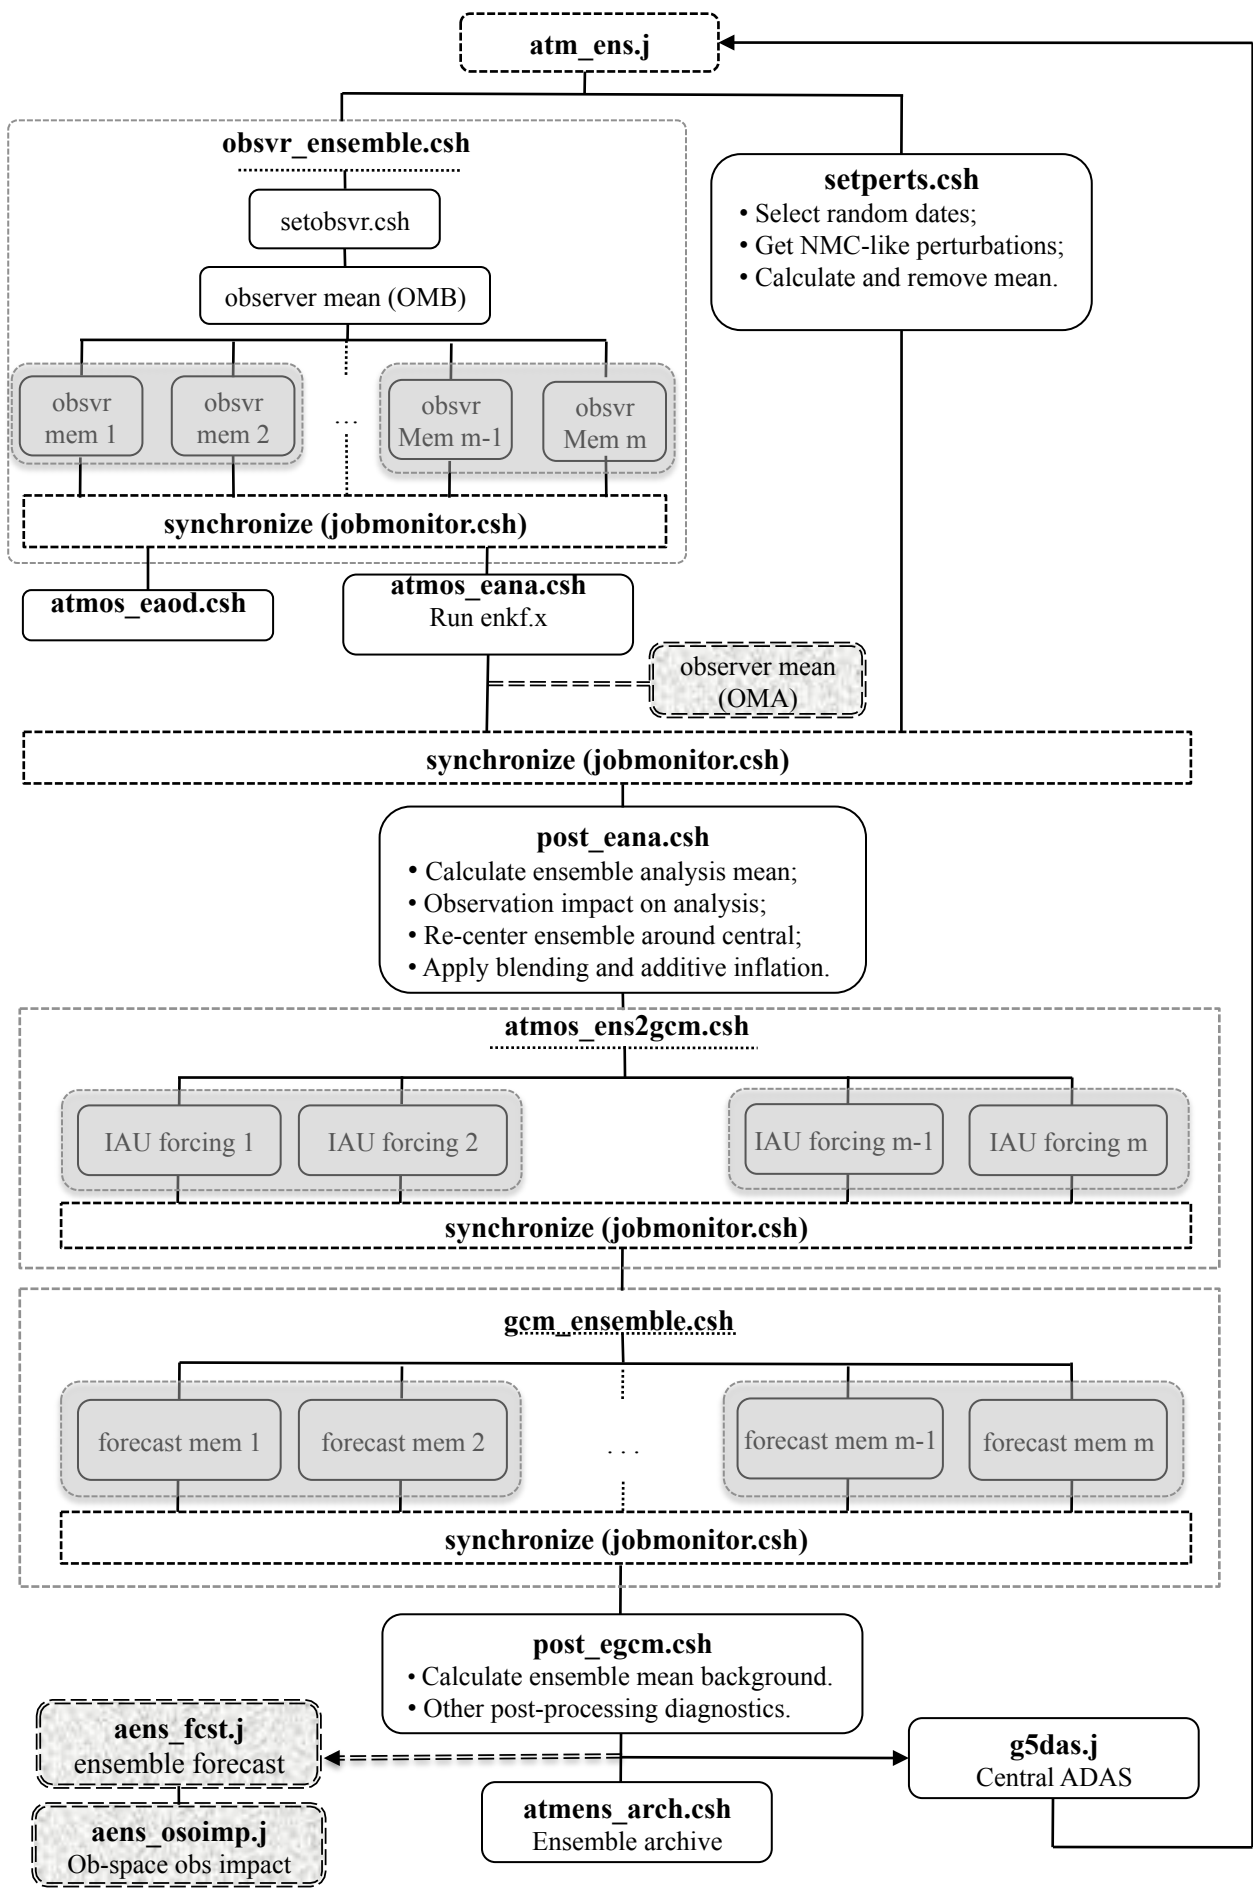 atm_ens.j
obsvr_ensemble.csh
setobsvr.csh
observer mean (OMB)
obsvr
mem 1
obsvr
mem 2
. . .
obsvr
Mem m-1
obsvr
Mem m
synchronize (jobmonitor.csh)
setperts.csh
• Select random dates;
• Get NMC-like perturbations;
• Calculate and remove mean.
atmos_eaod.csh
atmos_eana.csh
Run enkf.x
observer mean
(OMA)
synchronize (jobmonitor.csh)
post_eana.csh
• Calculate ensemble analysis mean;
• Observation impact on analysis;
• Re-center ensemble around central;
• Apply blending and additive inflation.
atmos_ens2gcm.csh
IAU forcing 1
IAU forcing 2
IAU forcing m-1
IAU forcing m
synchronize (jobmonitor.csh)
gcm_ensemble.csh
forecast mem 1
forecast mem 2
. . .
forecast mem m-1
forecast mem m
synchronize (jobmonitor.csh)
post_egcm.csh
• Calculate ensemble mean background.
• Other post-processing diagnostics.
aens_fcst.j
ensemble forecast
g5das.j
Central ADAS
atmens_arch.csh
Ensemble archive
aens_osoimp.j
Ob-space obs impact